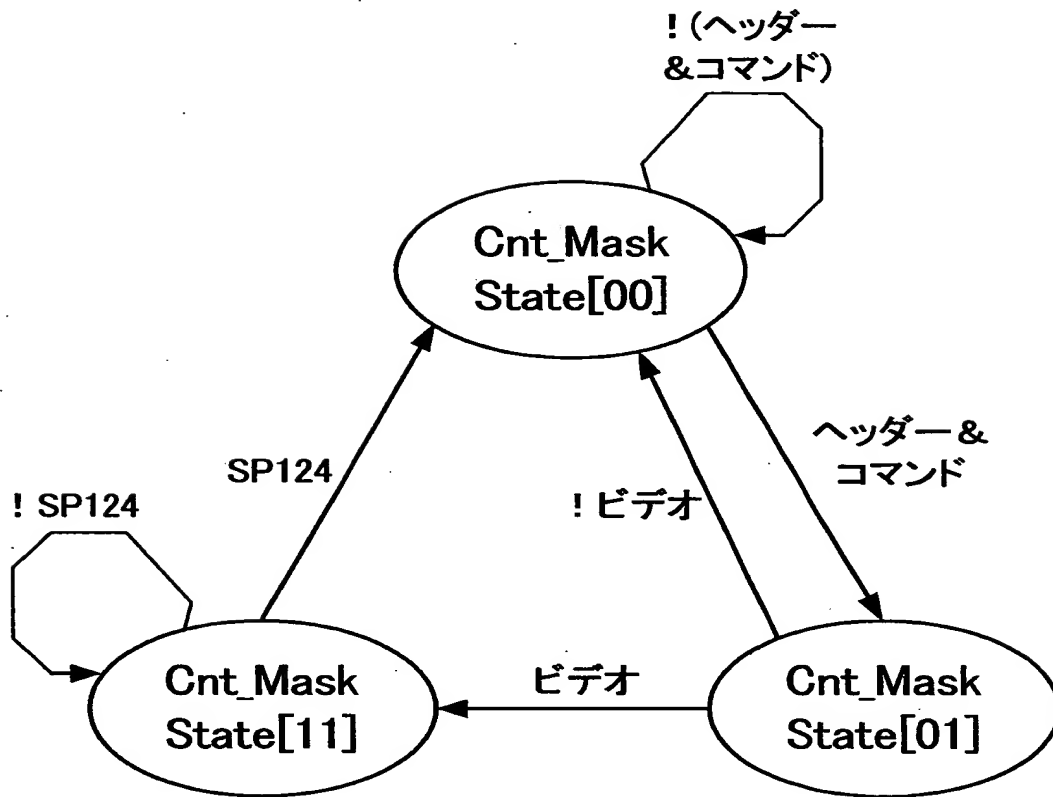 ! (ヘッダー
&コマンド)
Cnt_Mask
State[00]
ヘッダー&
コマンド
SP124
! ビデオ
! SP124
Cnt_Mask
State[11]
ビデオ
Cnt_Mask
State[01]